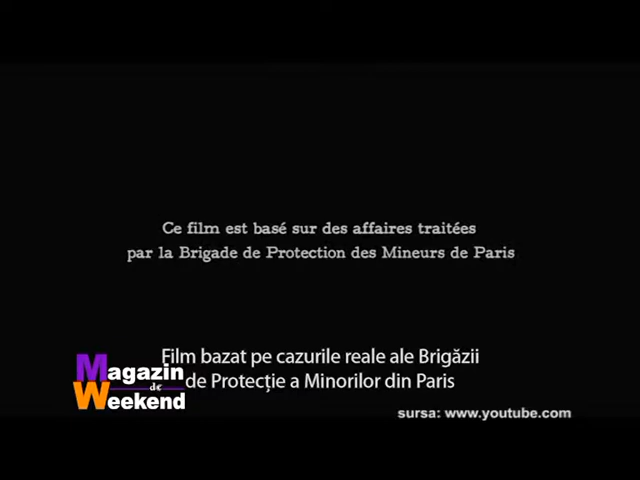 Ce film est basé sur des affaires traitées
par la Brigade de Protection des Mineurs de Paris
Film bazat pe cazurile reale ale Brigăzii
de Protecție a Minorilor din Paris
Magazin
de
Weekend
sursa: www.youtube.com